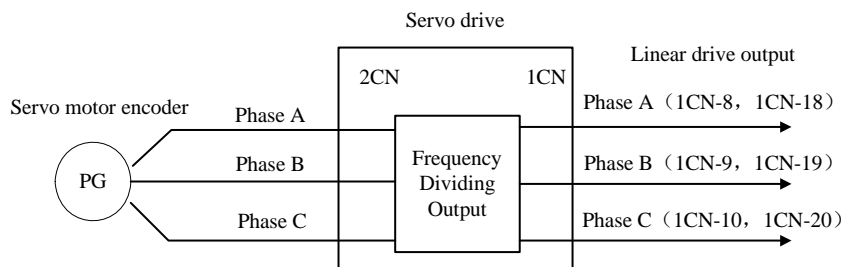 Servo drive
Linear drive output
2CN
1CN
Servo motor encoder
Phase A
Phase A（1CN-8，1CN-18）
PG
Phase B
Frequency
Dividing
Output
Phase B（1CN-9，1CN-19）
Phase C
Phase C（1CN-10，1CN-20）